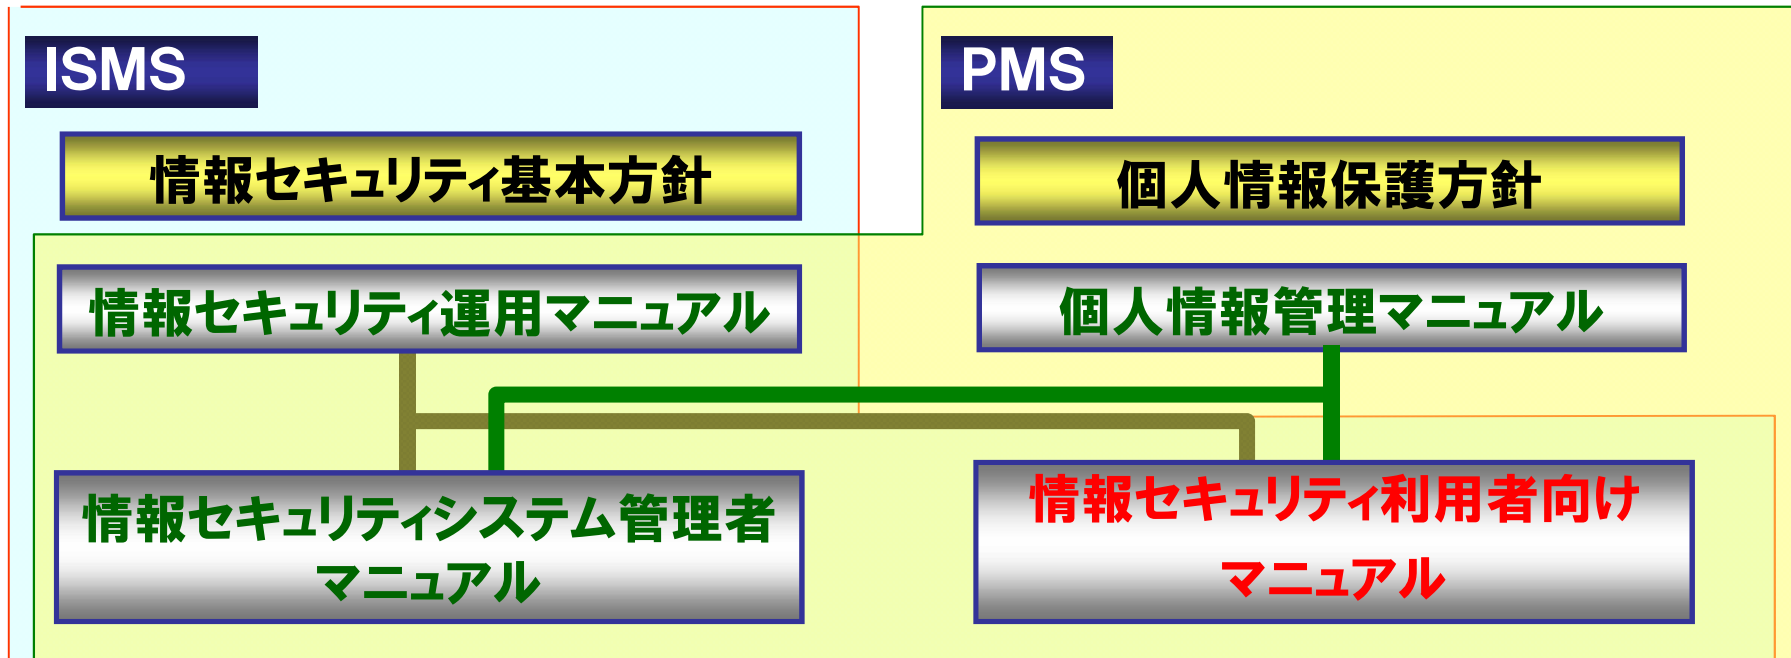 ISMS
PMS
情報セキュリティ基本方針
個人情報保護方針
情報セキュリティ運用マニュアル
個人情報管理マニュアル
情報セキュリティシステム管理者
マニュアル
情報セキュリティ利用者向け
マニュアル